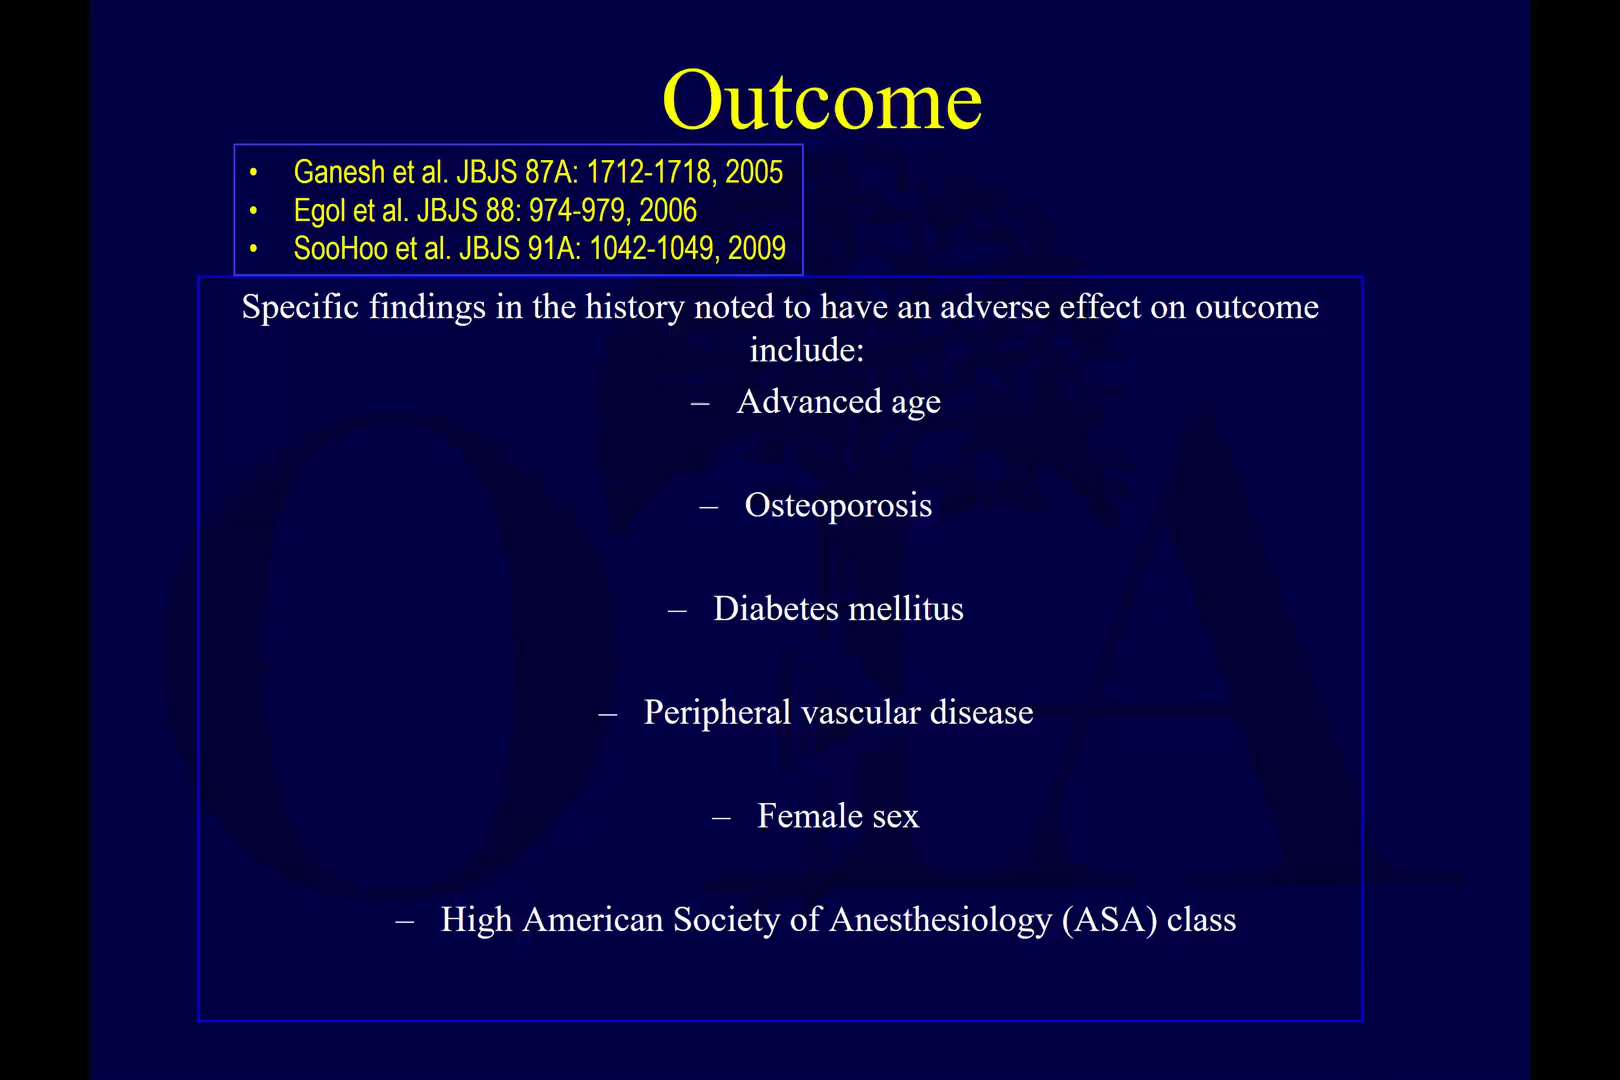 Outcome
• Ganesh et al. JBJS 87A: 1712-1718, 2005
• Egol et al. JBJS 88: 974-979, 2006
• SooHoo et al. JBJS 91A: 1042-1049, 2009
Specific findings in the history noted to have an adverse effect on outcome
include:
– Advanced age
– Osteoporosis
– Diabetes mellitus
– Peripheral vascular disease
– Female sex
– High American Society of Anesthesiology (ASA) class
OTA